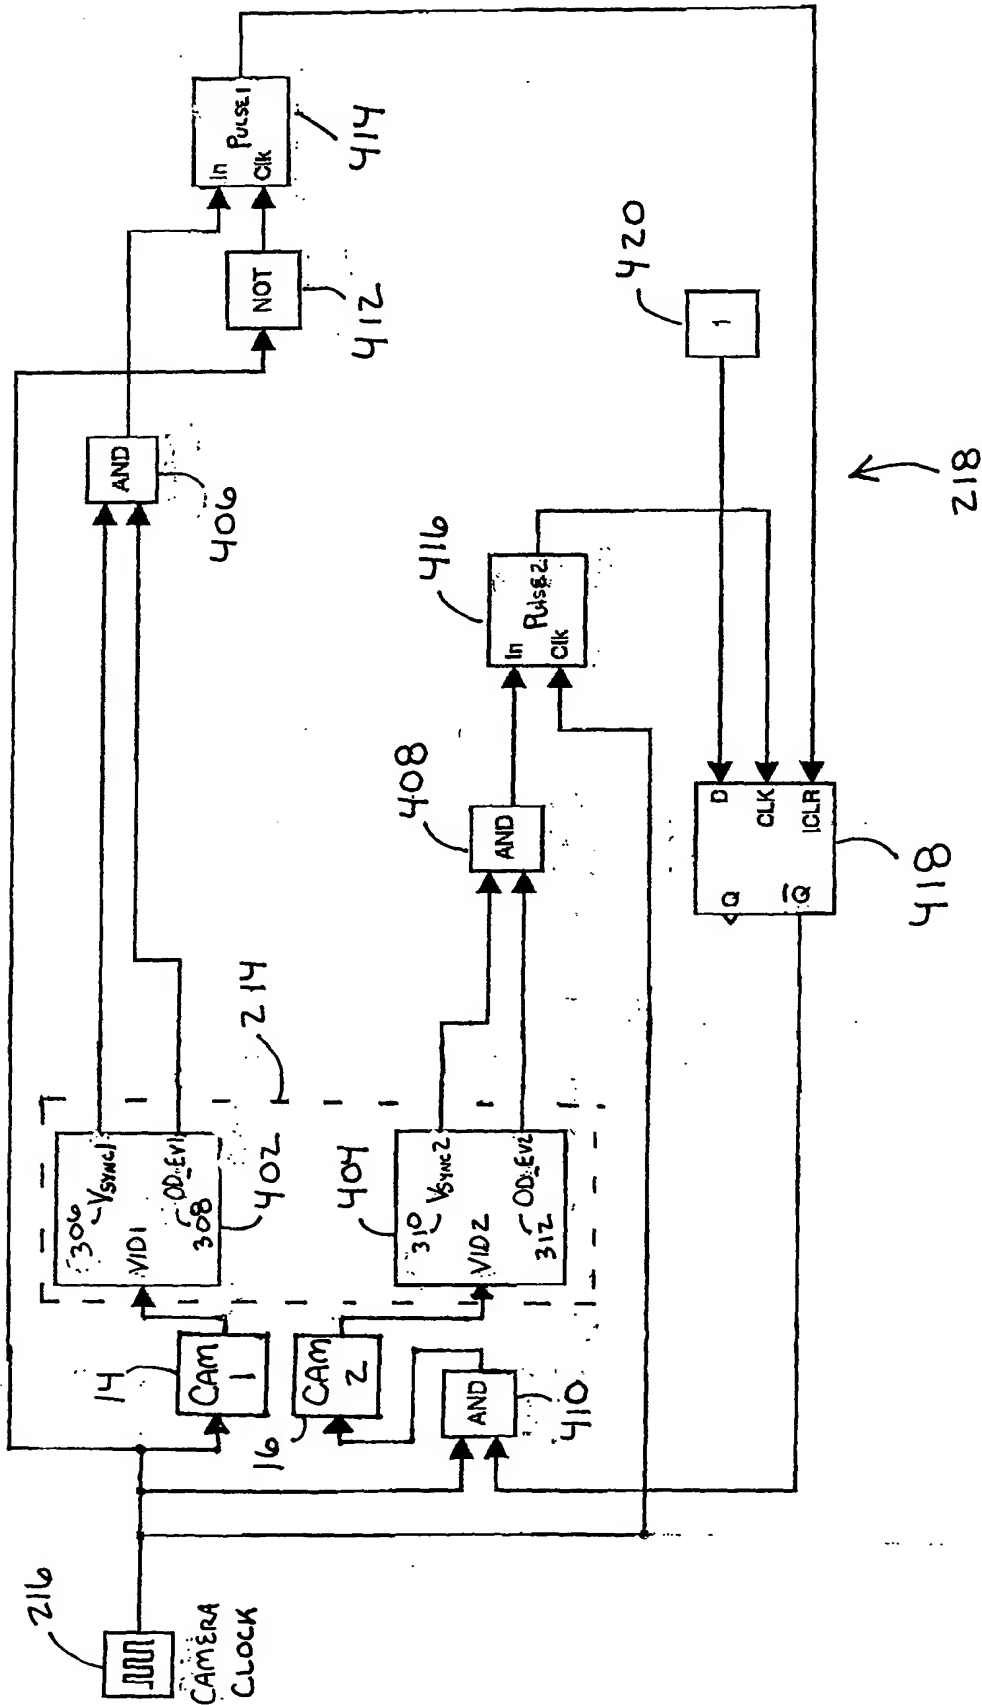 216
CAMERA
CLOCK
14
CAM
1
16
CAM
2
AND
410
306
VSYNC1
VID1
OD_EV1
308
402
214
404
310
VSYNC2
VID2
OD_EV2
312
AND
406
AND
408
NOT
412
In
Pulse1
Clk
414
In
Pulse2
Clk
416
1
420
D
CLK
!CLR
Q
Q̅
418
218